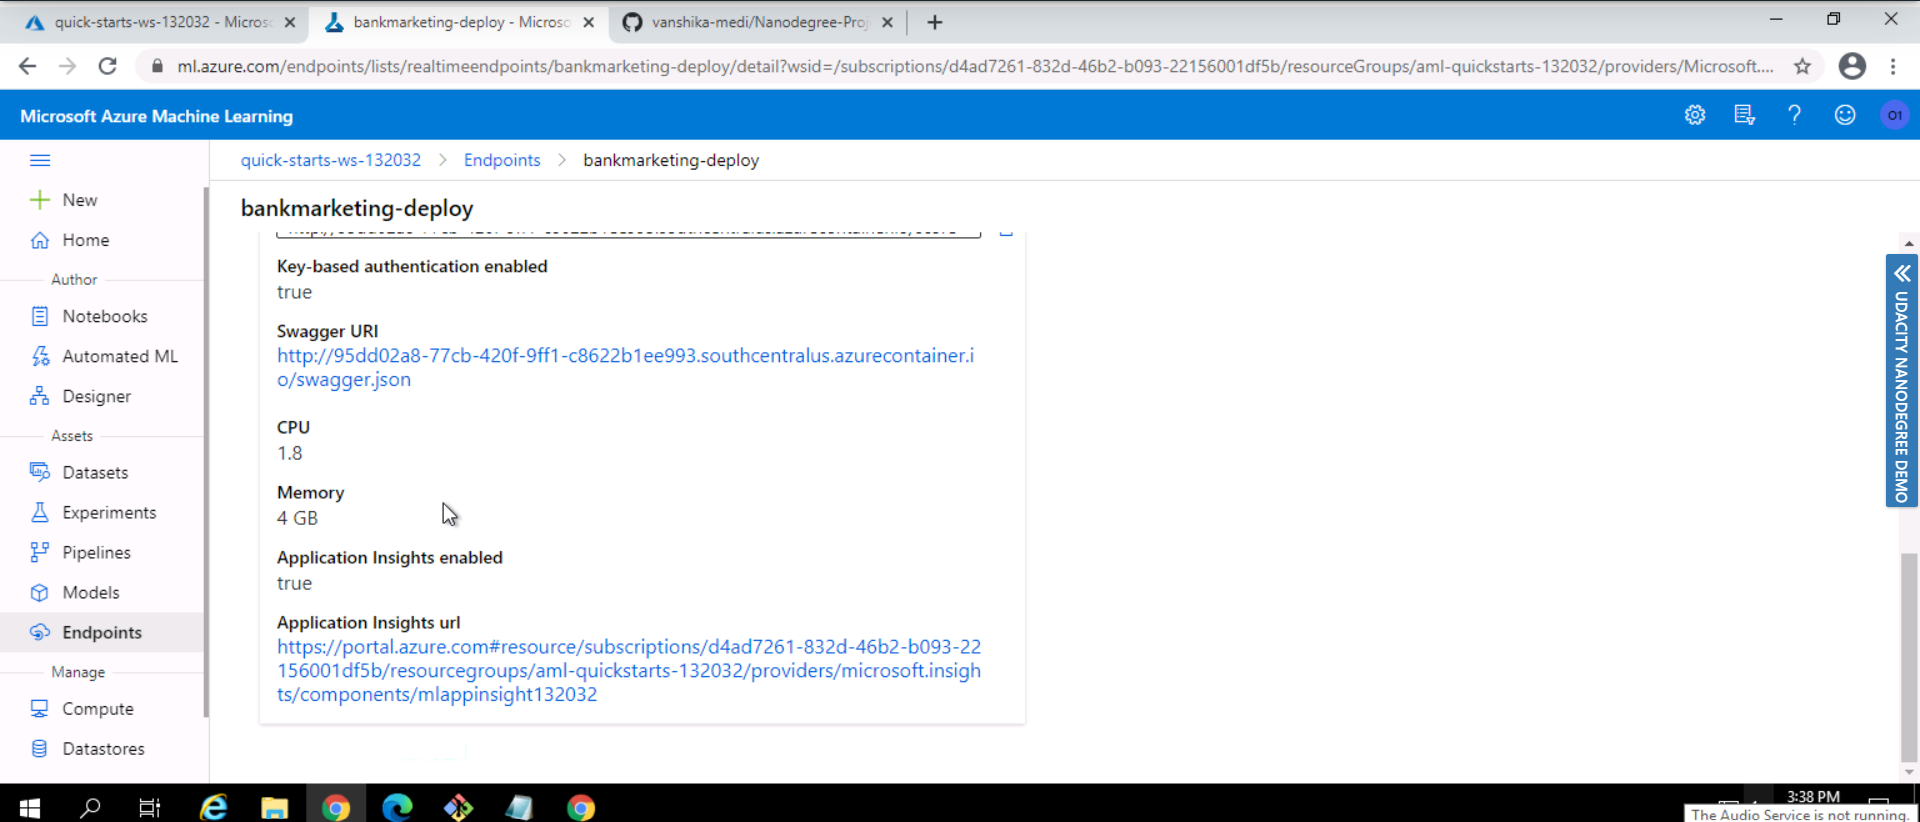 quick-starts-ws-132032 - Micros
bankmarketing-deploy - Microso
vanshika-medi/Nanodegree-Proj
ml.azure.com/endpoints/lists/realtimeendpoints/bankmarketing-deploy/detail?wsid=/subscriptions/d4ad7261-832d-46b2-b093-22156001df5b/resourceGroups/aml-quickstarts-132032/providers/Microsoft....
Microsoft Azure Machine Learning
O1
quick-starts-ws-132032 > Endpoints > bankmarketing-deploy
New
Home
Author
Notebooks
Automated ML
Designer
Assets
Datasets
Experiments
Pipelines
Models
Endpoints
Manage
Compute
Datastores
bankmarketing-deploy
Key-based authentication enabled
true
Swagger URI
http://95dd02a8-77cb-420f-9ff1-c8622b1ee993.southcentralus.azurecontainer.i
o/swagger.json
CPU
1.8
Memory
4 GB
Application Insights enabled
true
Application Insights url
https://portal.azure.com#resource/subscriptions/d4ad7261-832d-46b2-b093-22
156001df5b/resourcegroups/aml-quickstarts-132032/providers/microsoft.insigh
ts/components/mlappinsight132032
UDACITY NANODEGREE DEMO
3:38 PM
The Audio Service is not running.